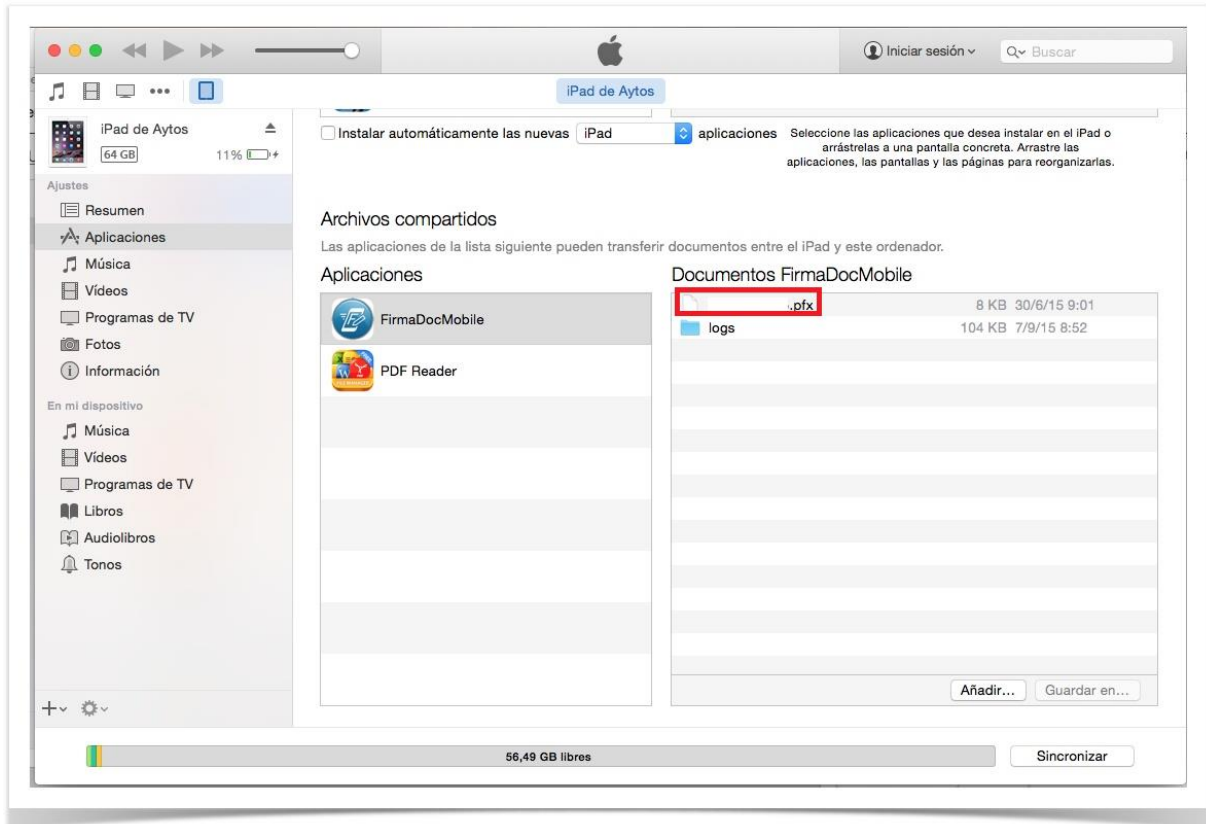 Iniciar sesión
Buscar
iPad de Aytos
iPad de Aytos
64 GB
11%
Instalar automáticamente las nuevas iPad aplicaciones
Seleccione las aplicaciones que desea instalar en el iPad o
arrástrelas a una pantalla concreta. Arrastre las
aplicaciones, las pantallas y las páginas para reorganizarlas.
Ajustes
Resumen
Aplicaciones
Música
Vídeos
Programas de TV
Fotos
Información
En mi dispositivo
Música
Vídeos
Programas de TV
Libros
Audiolibros
Tonos
Archivos compartidos
Las aplicaciones de la lista siguiente pueden transferir documentos entre el iPad y este ordenador.
Aplicaciones
FirmaDocMobile
PDF Reader
Documentos FirmaDocMobile
.pfx 8 KB 30/6/15 9:01
logs 104 KB 7/9/15 8:52
Añadir... Guardar en...
56,49 GB libres
Sincronizar